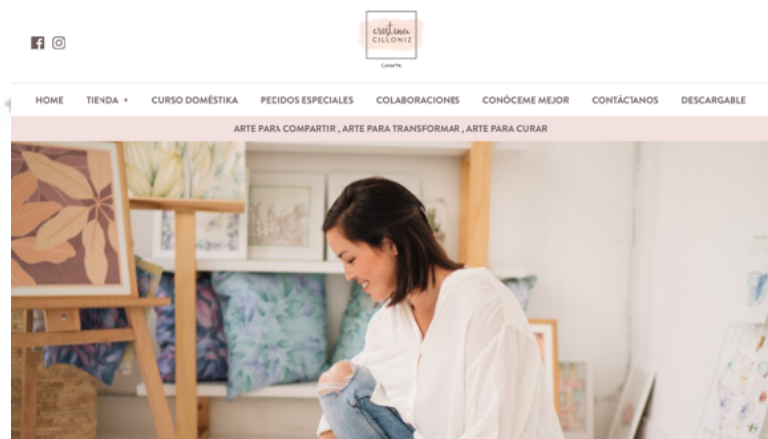 cristina
CILLONIZ
HOME TIENDA + CURSO DOMÉSTIKA PEDIDOS ESPECIALES COLABORACIONES CONÓCEME MEJOR CONTÁCTANOS DESCARGABLE
ARTE PARA COMPARTIR , ARTE PARA TRANSFORMAR , ARTE PARA CURAR